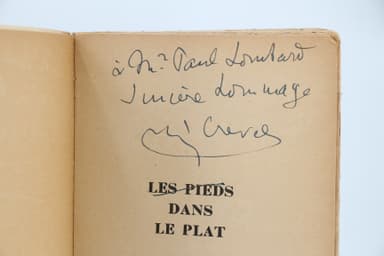 à Mr. Paul Lombard
Sincère hommage
Crevel
LES PIEDS
DANS
LE PLAT